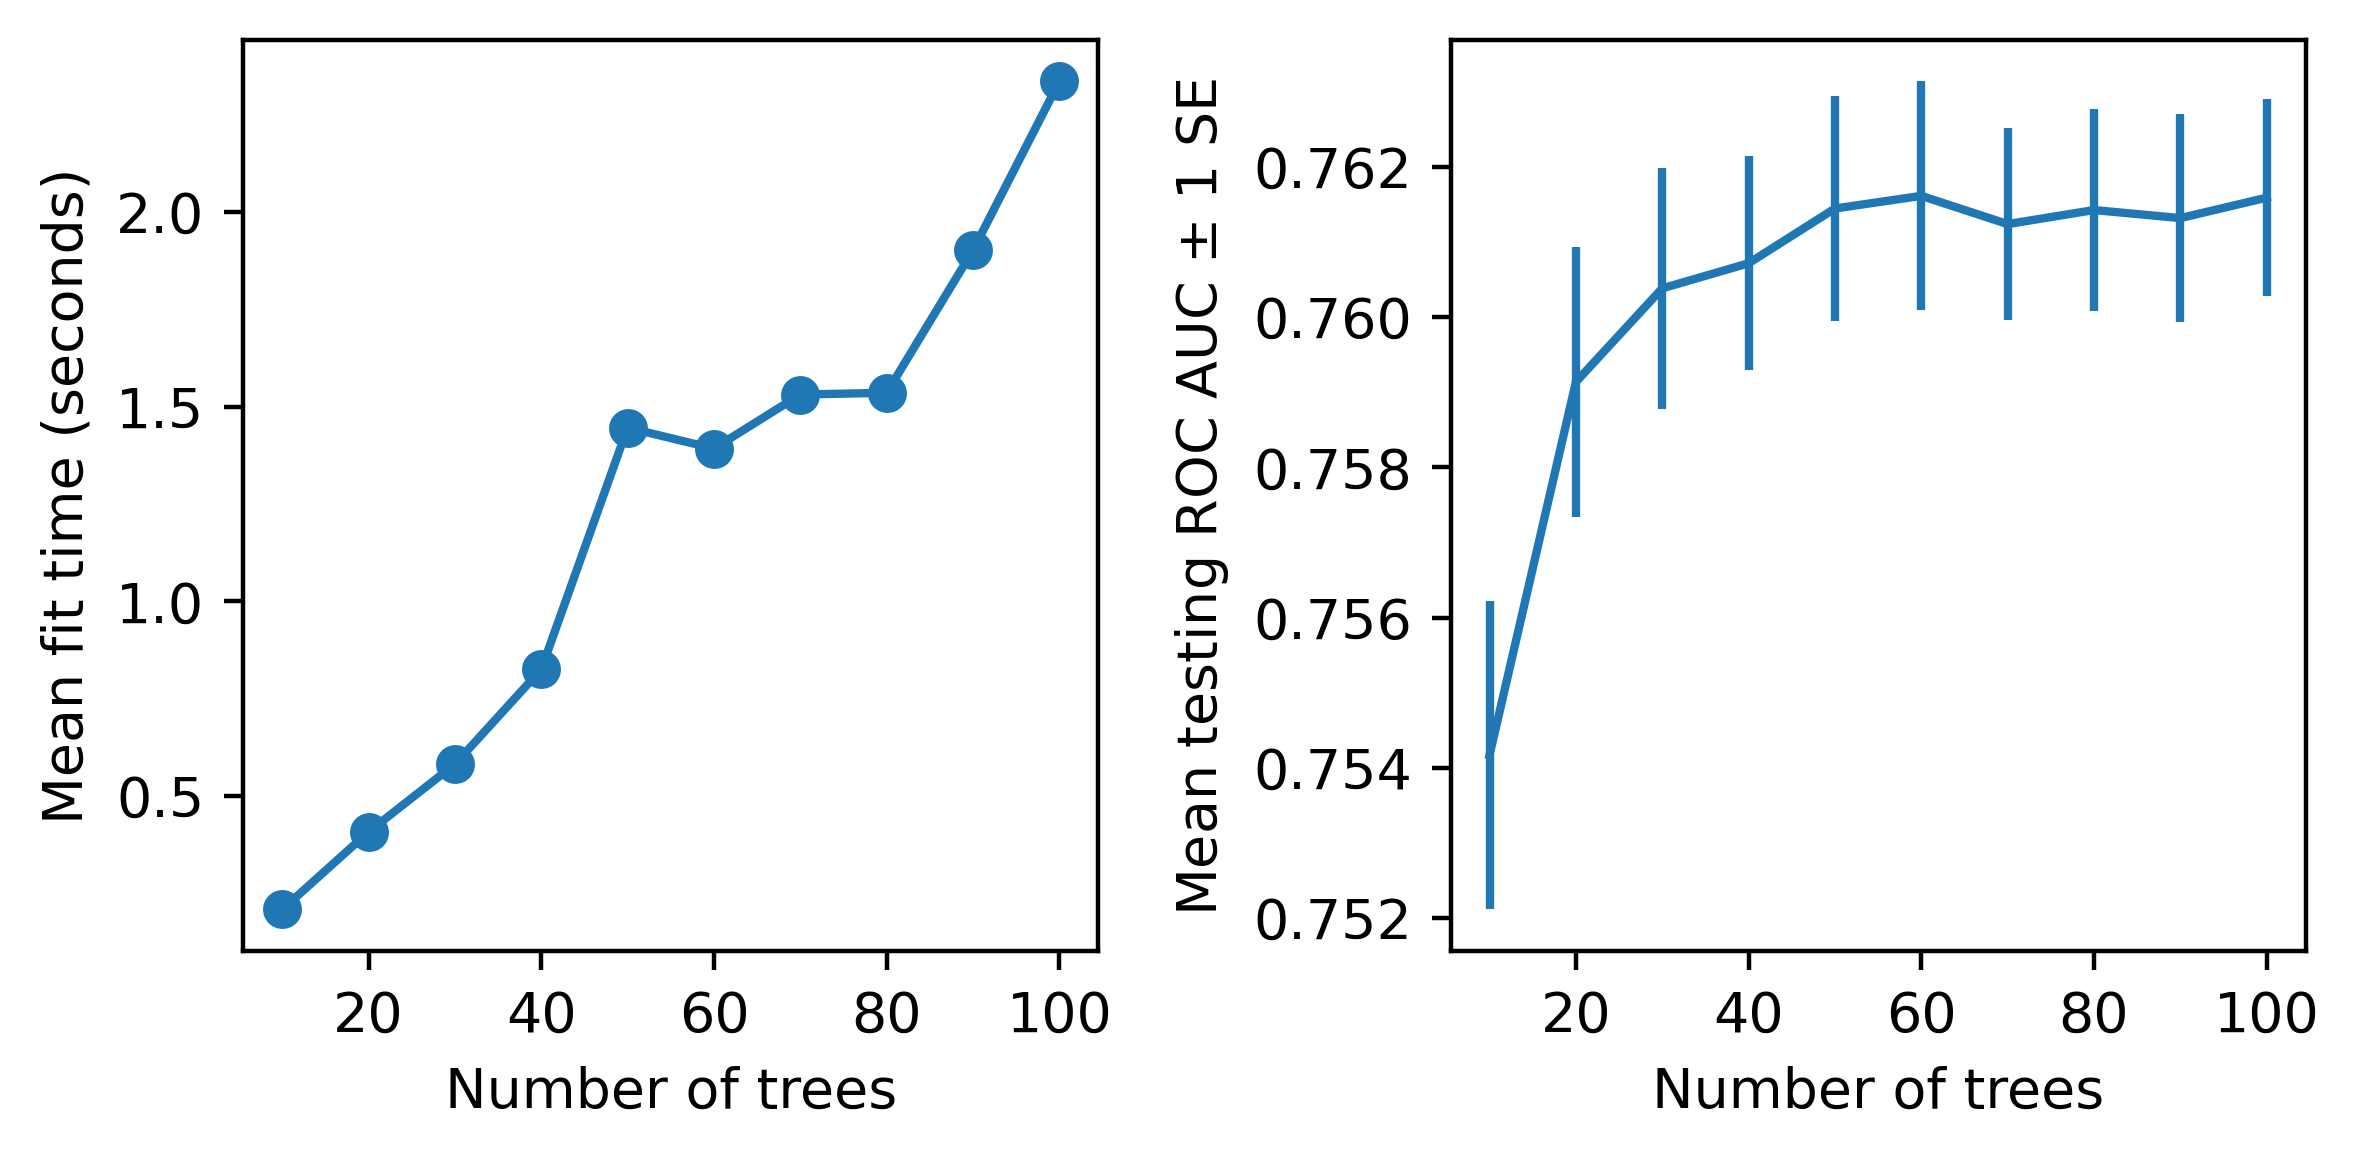 Mean fit time (seconds)
2.0
1.5
1.0
0.5
20 40 60 80 100
Number of trees
Mean testing ROC AUC ± 1 SE
0.762
0.760
0.758
0.756
0.754
0.752
20 40 60 80 100
Number of trees